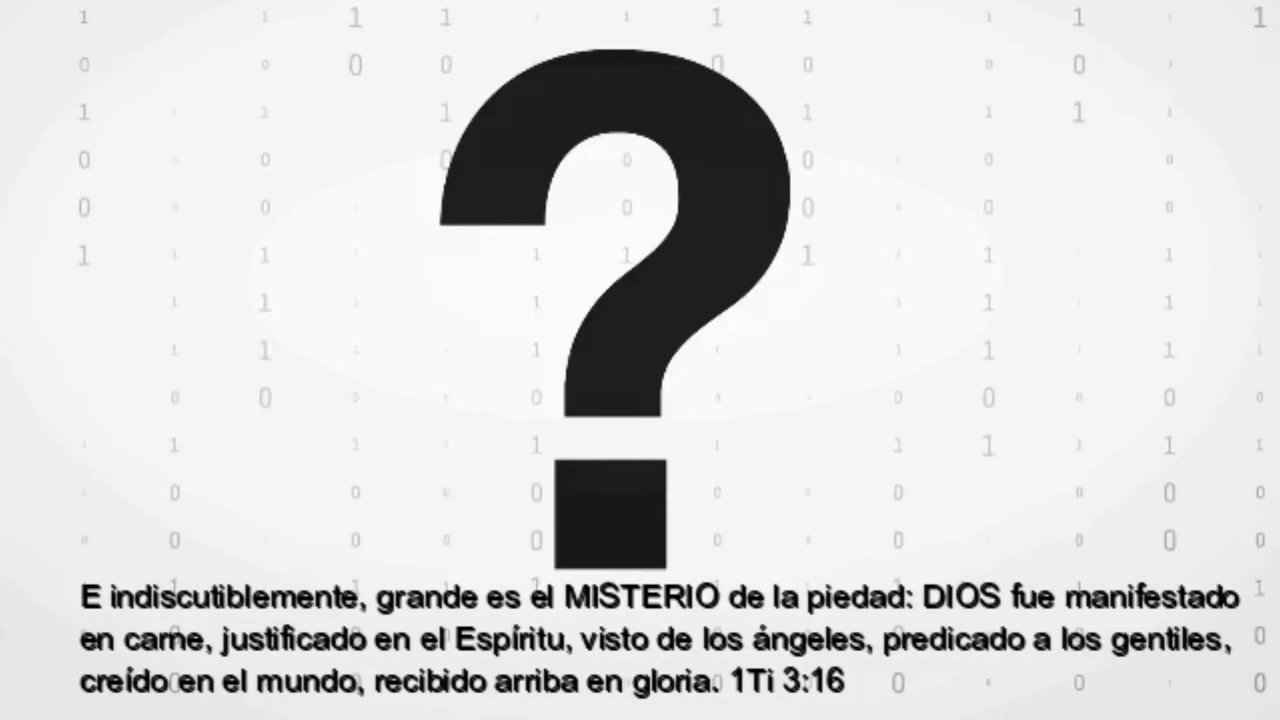 ?
E indiscutiblemente, grande es el MISTERIO de la piedad: DIOS fue manifestado
en carne, justificado en el Espíritu, visto de los ángeles, predicado a los gentiles,
creído en el mundo, recibido arriba en gloria. 1Ti 3:16